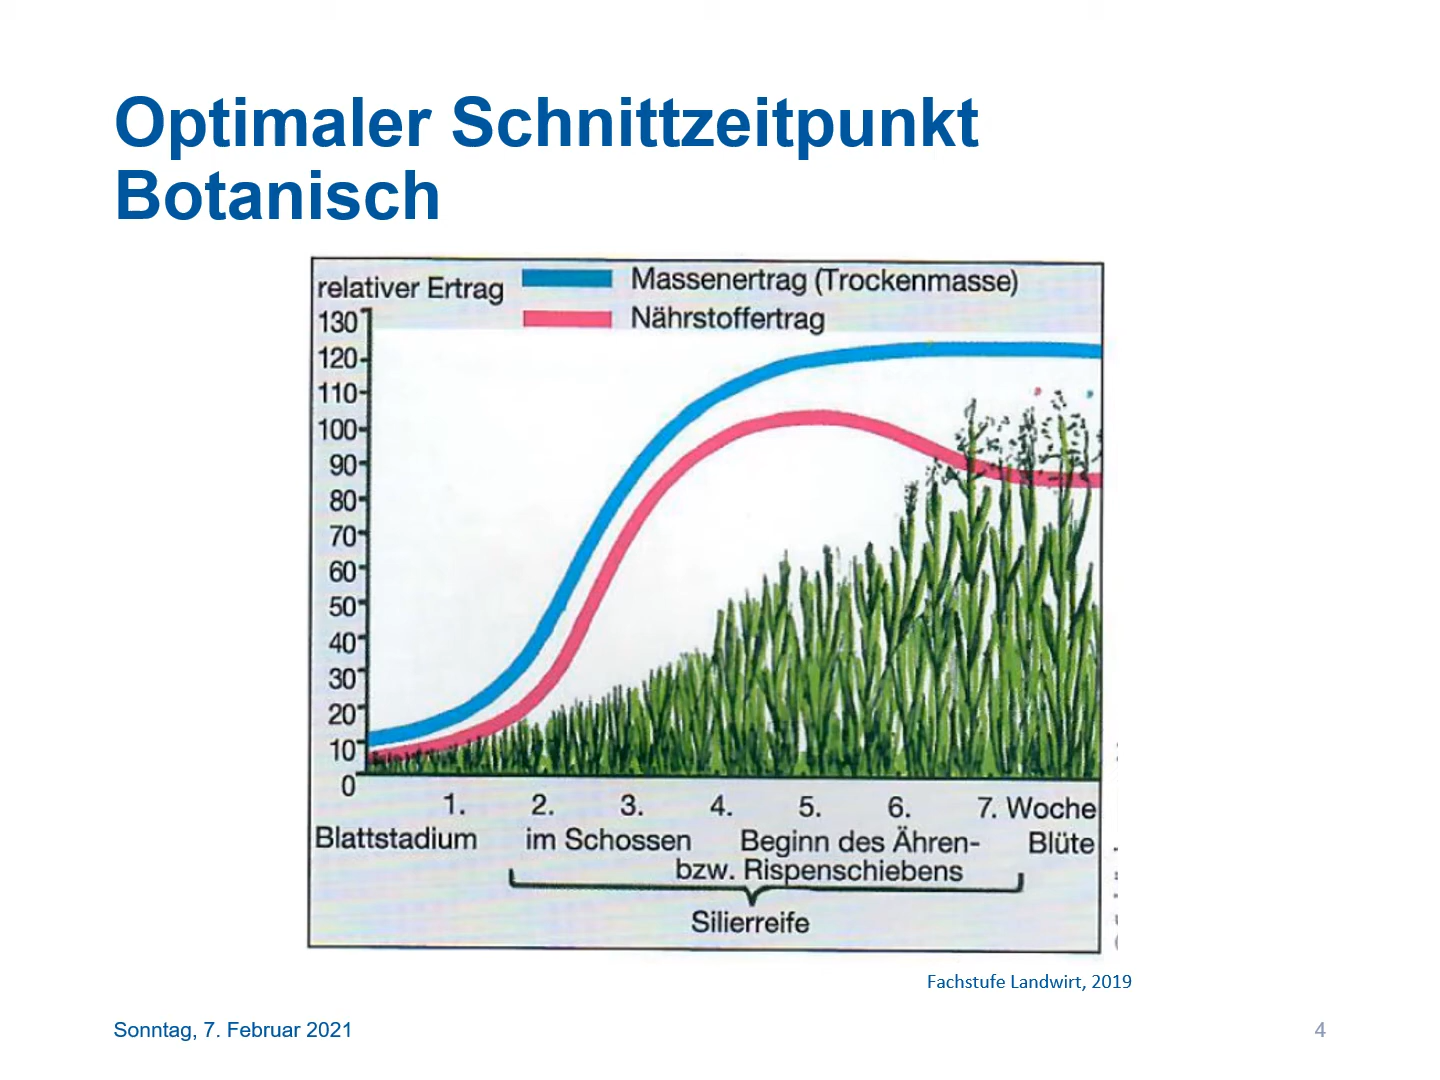 Optimaler Schnittzeitpunkt
Botanisch
relativer Ertrag
Massenertrag (Trockenmasse)
Nährstoffertrag
130
120
110
100
90
80
70
60
50
40
30
20
10
0
1. 2. 3. 4. 5. 6. 7. Woche
Blattstadium im Schossen Beginn des Ähren- Blüte
bzw. Rispenschiebens
Silierreife
Fachstufe Landwirt, 2019
Sonntag, 7. Februar 2021
4